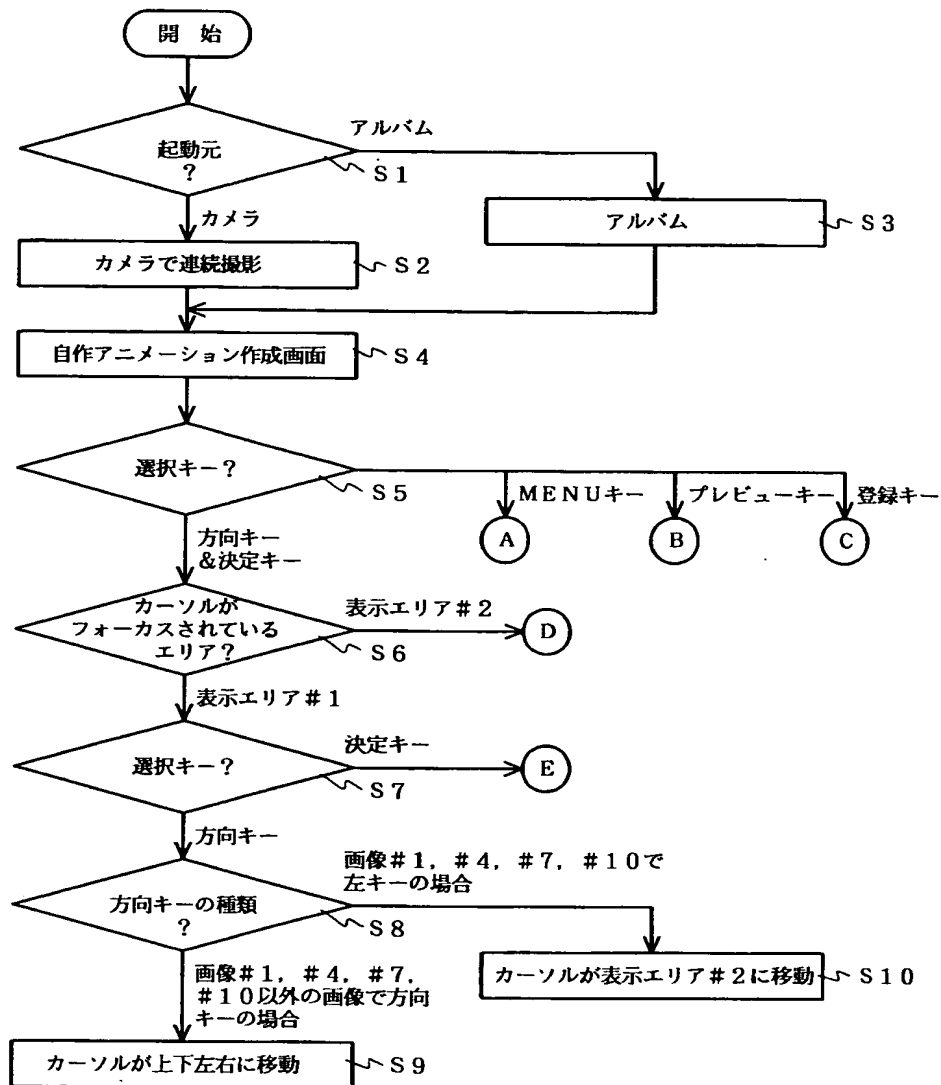 開 始
起動元
?
アルバム
S1
カメラ
アルバム
S3
カメラで連続撮影
S2
自作アニメーション作成画面
S4
選択キー?
S5
MENUキー
プレビューキー
登録キー
A
B
C
方向キー
&決定キー
カーソルが
フォーカスされている
エリア?
S6
表示エリア#2
D
表示エリア#1
選択キー?
S7
決定キー
E
方向キー
方向キーの種類
?
S8
画像#1,#4,#7,#10で
左キーの場合
カーソルが表示エリア#2に移動
S10
画像#1,#4,#7,
#10以外の画像で方向
キーの場合
カーソルが上下左右に移動
S9